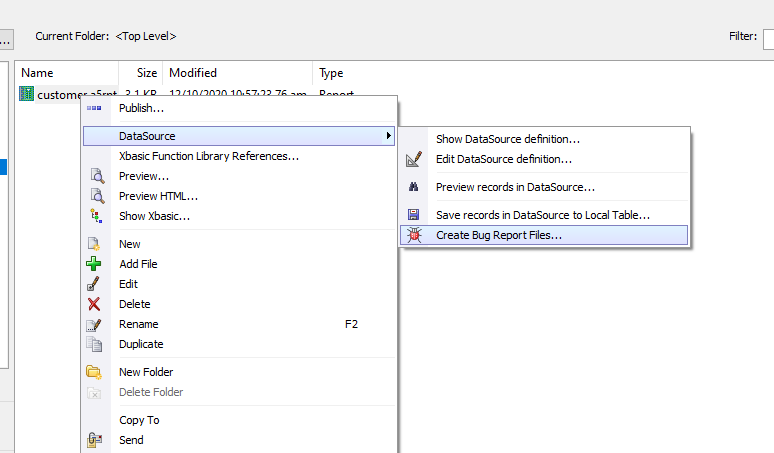 ...
Current Folder: <Top Level>
Filter:
Name Size Modified Type
customer.a5rpt 3.1 KB 12/10/2020 10:57:23.76 am Report
Publish...
DataSource
Xbasic Function Library References...
Preview...
Preview HTML...
Show Xbasic...
New
Add File
Edit
Delete
Rename F2
Duplicate
New Folder
Delete Folder
Copy To
Send
Show DataSource definition...
Edit DataSource definition...
Preview records in DataSource...
Save records in DataSource to Local Table...
Create Bug Report Files...